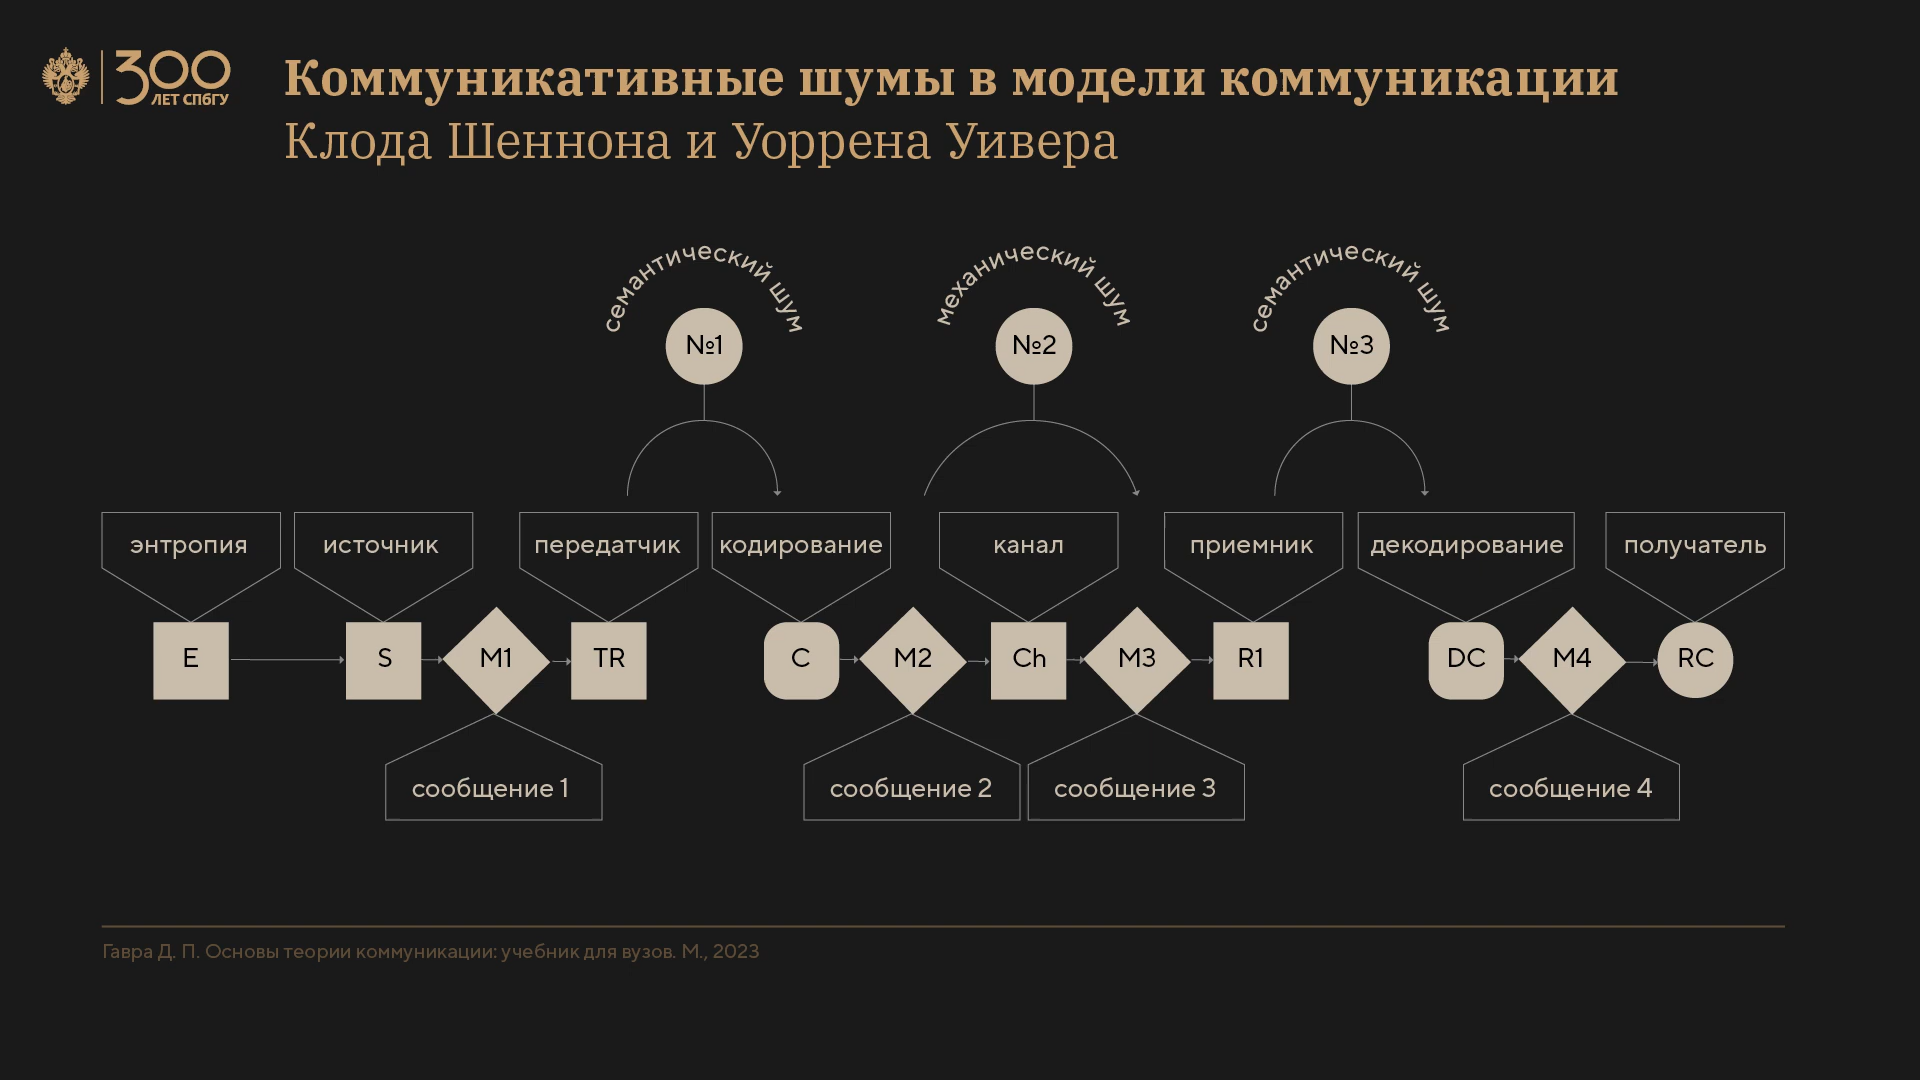 300
ЛЕТ СПБГУ
Коммуникативные шумы в модели коммуникации
Клода Шеннона и Уоррена Уивера
семантический шум
механический шум
семантический шум
№1
№2
№3
энтропия
источник
передатчик
кодирование
канал
приемник
декодирование
получатель
E
S
M1
TR
C
M2
Ch
M3
R1
DC
M4
RC
сообщение 1
сообщение 2
сообщение 3
сообщение 4
Гавра Д. П. Основы теории коммуникации: учебник для вузов. М., 2023